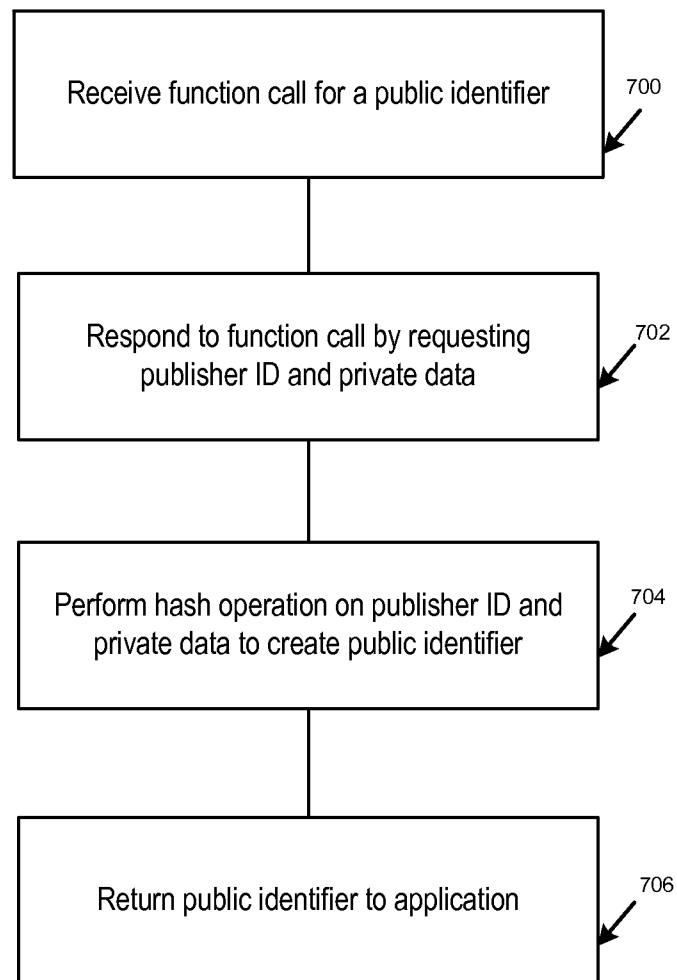 Receive function call for a public identifier
700
Respond to function call by requesting
publisher ID and private data
702
Perform hash operation on publisher ID and
private data to create public identifier
704
Return public identifier to application
706